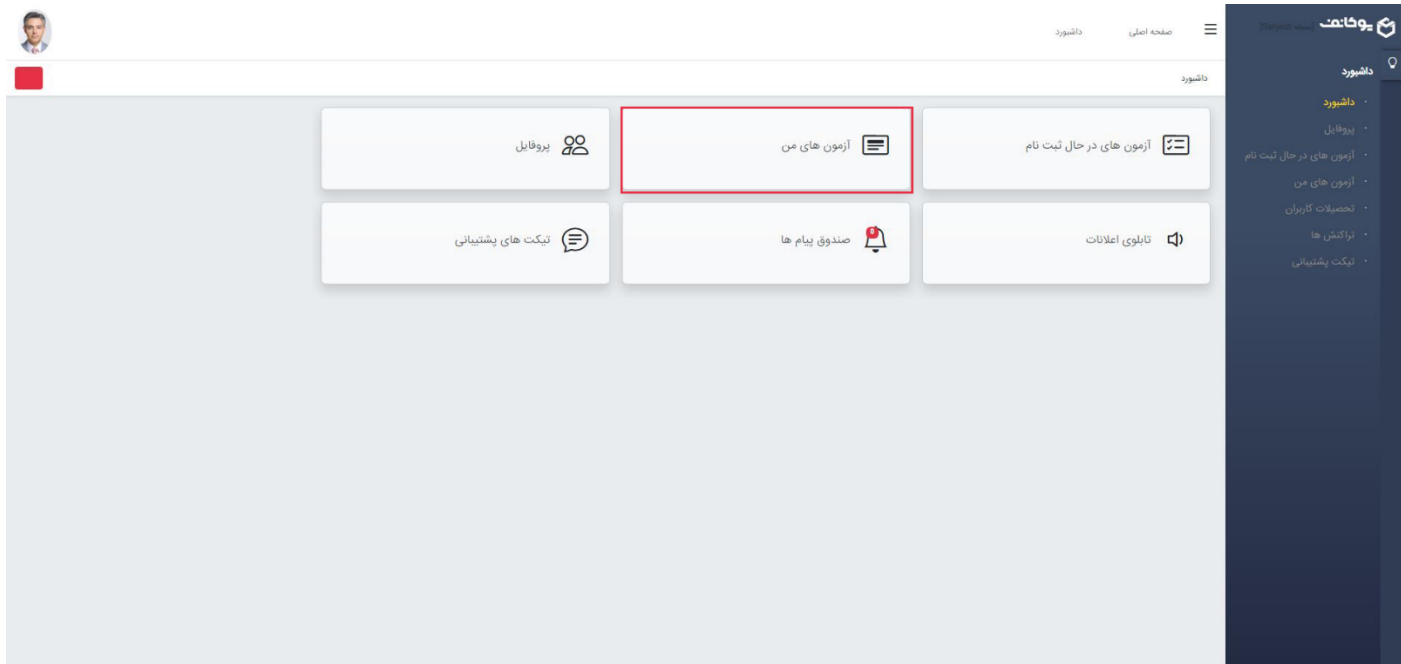 یوکانت
صفحه اصلی
داشبورد
داشبورد
داشبورد
داشبورد
پروفایل
آزمون های در حال ثبت نام
آزمون های من
تحصیلات کاربران
تراکنش ها
تیکت پشتیبانی
آزمون های در حال ثبت نام
آزمون های من
پروفایل
تابلوی اعلانات
صندوق پیام ها
0
تیکت های پشتیبانی